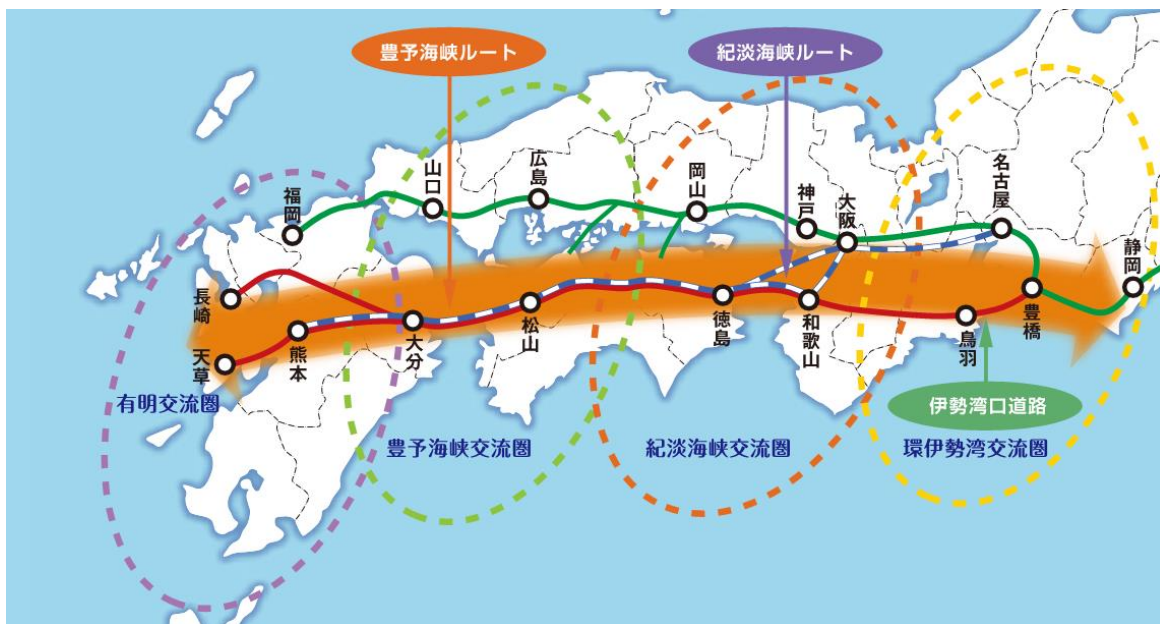 豊予海峡ルート
紀淡海峡ルート
福岡
山口
広島
岡山
神戸
大阪
名古屋
静岡
長崎
天草
熊本
大分
松山
徳島
和歌山
鳥羽
豊橋
伊勢湾口道路
有明交流圏
豊予海峡交流圏
紀淡海峡交流圏
環伊勢湾交流圏